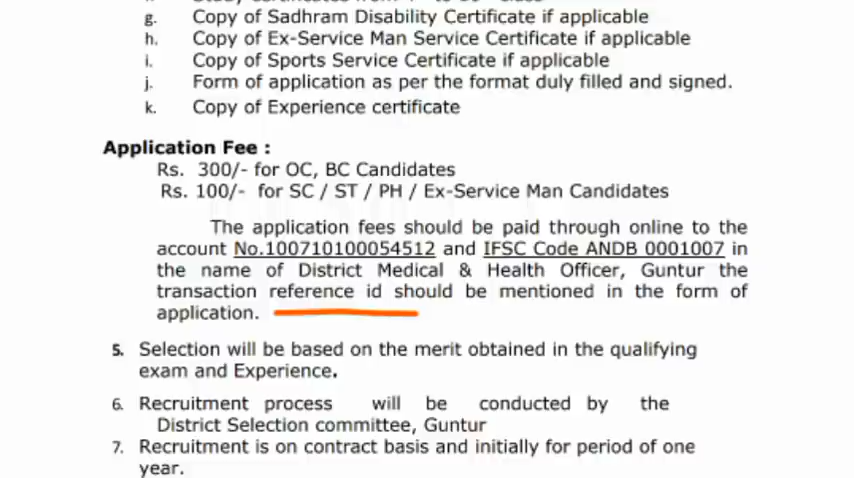 g. Copy of Sadhram Disability Certificate if applicable
h. Copy of Ex-Service Man Service Certificate if applicable
i. Copy of Sports Service Certificate if applicable
j. Form of application as per the format duly filled and signed.
k. Copy of Experience certificate
Application Fee :
Rs. 300/- for OC, BC Candidates
Rs. 100/- for SC / ST / PH / Ex-Service Man Candidates
The application fees should be paid through online to the
account No.100710100054512 and IFSC Code ANDB 0001007 in
the name of District Medical & Health Officer, Guntur the
transaction reference id should be mentioned in the form of
application.
5. Selection will be based on the merit obtained in the qualifying
exam and Experience.
6. Recruitment process will be conducted by the
District Selection committee, Guntur
7. Recruitment is on contract basis and initially for period of one
year.